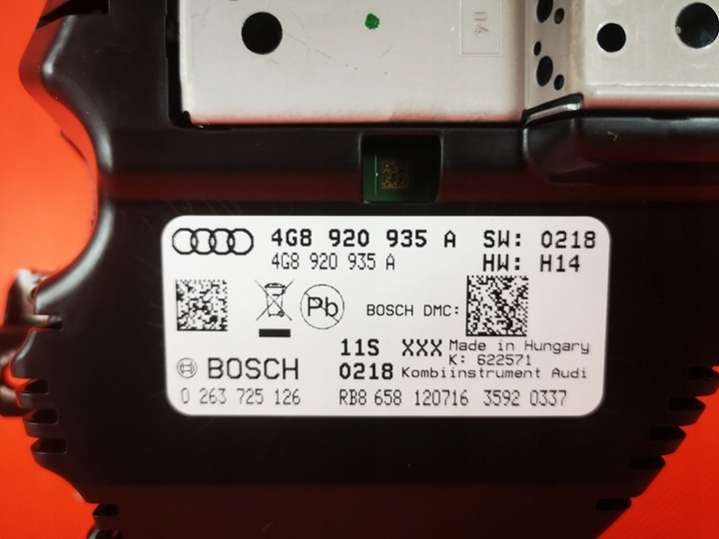 114
4G8 920 935 A SW: 0218
4G8 920 935 A HW: H14
Pb BOSCH DMC:
11S XXX Made in Hungary
K: 622571
BOSCH 0218 Kombiinstrument Audi
0 263 725 126 RB8 658 120716 3592 0337